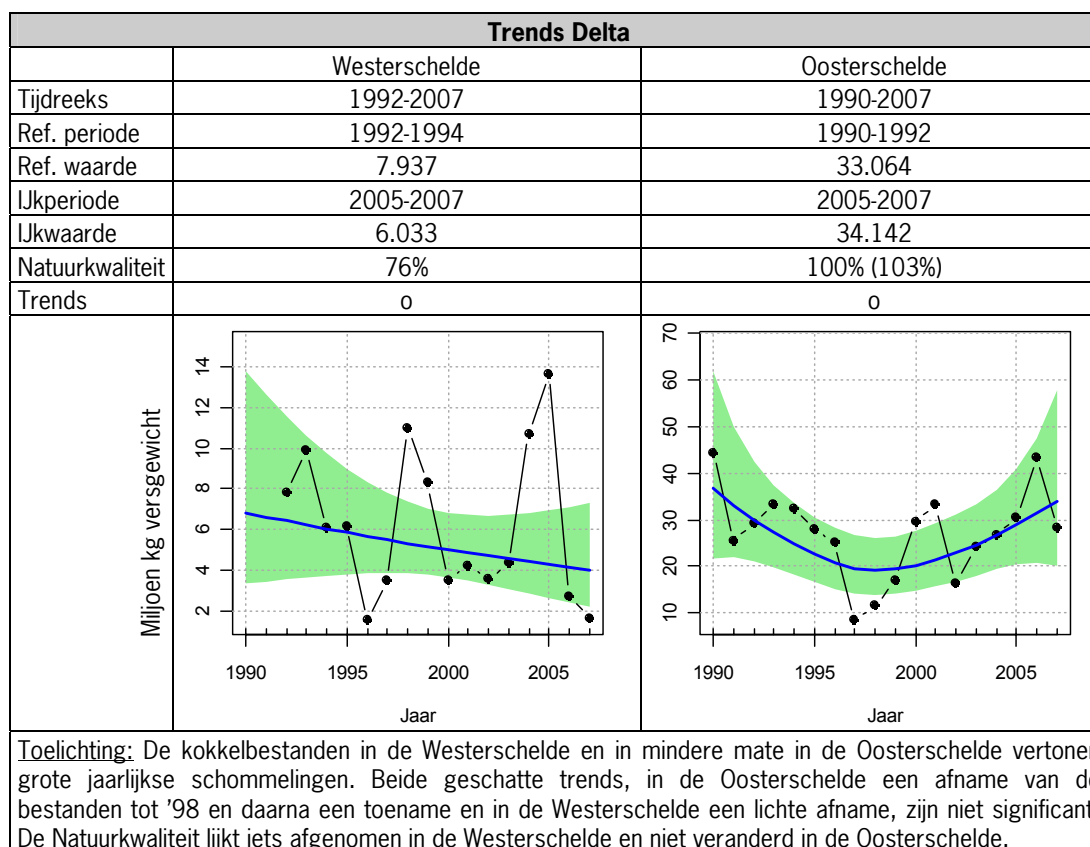 Trends Delta
Westerschelde Oosterschelde
Tijdreeks 1992-2007 1990-2007
Ref. periode 1992-1994 1990-1992
Ref. waarde 7.937 33.064
IJkperiode 2005-2007 2005-2007
IJkwaarde 6.033 34.142
Natuurkwaliteit 76% 100% (103%)
Trends o o
Miljoen kg versgewicht
14
12
10
8
6
4
2
1990 1995 2000 2005
Jaar
70
60
50
40
30
20
10
1990 1995 2000 2005
Jaar
Toelichting: De kokkelbestanden in de Westerschelde en in mindere mate in de Oosterschelde vertonen
grote jaarlijkse schommelingen. Beide geschatte trends, in de Oosterschelde een afname van de
bestanden tot '98 en daarna een toename en in de Westerschelde een lichte afname, zijn niet significant.
De Natuurkwaliteit lijkt iets afgenomen in de Westerschelde en niet veranderd in de Oosterschelde.